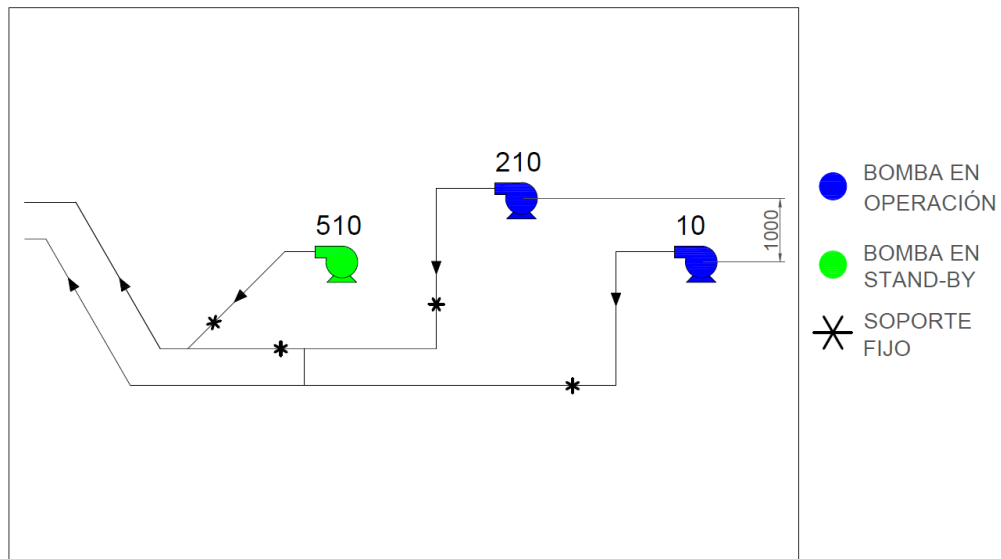 210
510
10
1000
BOMBA EN
OPERACIÓN
BOMBA EN
STAND-BY
SOPORTE
FIJO